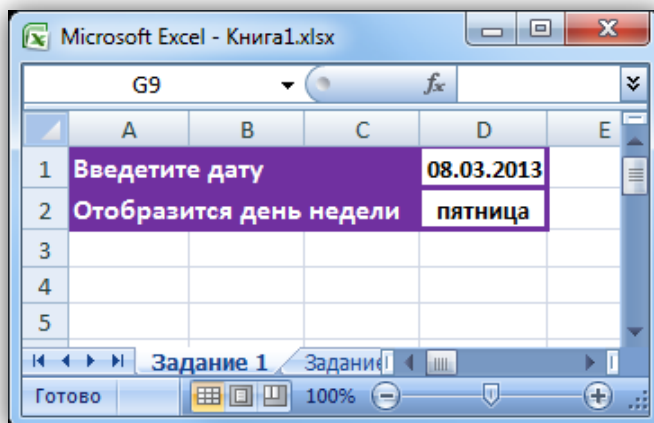 Microsoft Excel - Книга1.xlsx
G9 fx
A B C D E
1 Введетите дату 08.03.2013
2 Отобразится день недели пятница
3
4
5
Задание 1 Задание
Готово 100%